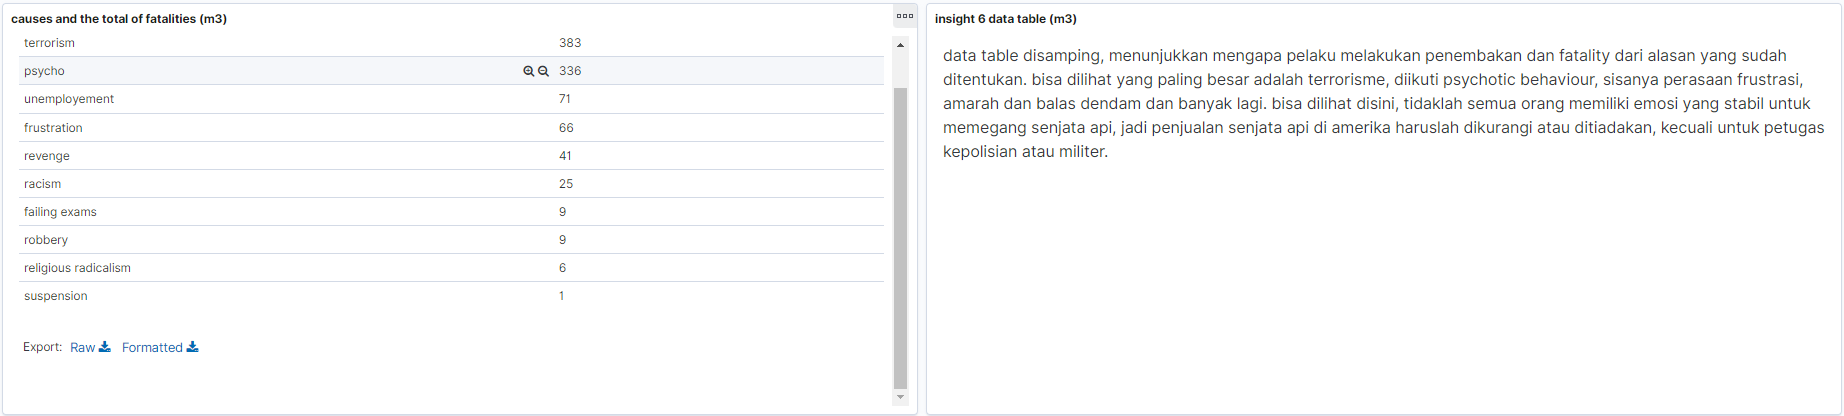 causes and the total of fatalities (m3)
terrorism 383
psycho 336
unemployement 71
frustration 66
revenge 41
racism 25
failing exams 9
robbery 9
religious radicalism 6
suspension 1
Export: Raw Formatted
insight 6 data table (m3)
data table disamping, menunjukkan mengapa pelaku melakukan penembakan dan fatality dari alasan yang sudah
ditentukan. bisa dilihat yang paling besar adalah terrorisme, diikuti psychotic behaviour, sisanya perasaan frustrasi,
amarah dan balas dendam dan banyak lagi. bisa dilihat disini, tidaklah semua orang memiliki emosi yang stabil untuk
memegang senjata api, jadi penjualan senjata api di amerika haruslah dikurangi atau ditiadakan, kecuali untuk petugas
kepolisian atau militer.